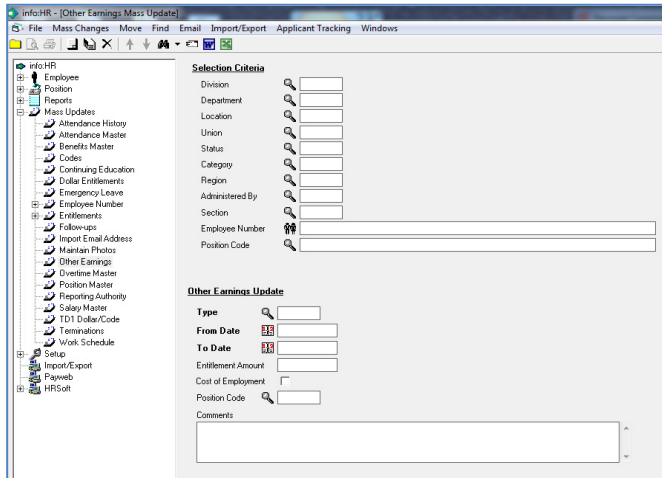 info:HR - [Other Earnings Mass Update]
File Mass Changes Move Find Email Import/Export Applicant Tracking Windows
info:HR
Employee
Position
Reports
Mass Updates
Attendance History
Attendance Master
Benefits Master
Codes
Continuing Education
Dollar Entitlements
Emergency Leave
Employee Number
Entitlements
Follow-ups
Import Email Address
Maintain Photos
Other Earnings
Overtime Master
Position Master
Reporting Authority
Salary Master
TD1 Dollar/Code
Terminations
Work Schedule
Setup
Import/Export
Payweb
HRSoft
Selection Criteria
Division
Department
Location
Union
Status
Category
Region
Administered By
Section
Employee Number
Position Code
Other Earnings Update
Type
From Date
To Date
Entitlement Amount
Cost of Employment
Position Code
Comments